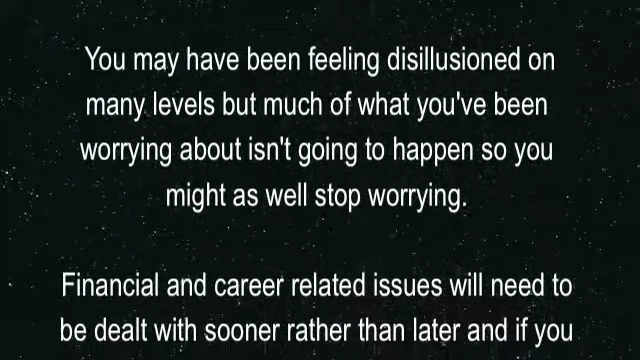 You may have been feeling disillusioned on
many levels but much of what you've been
worrying about isn't going to happen so you
might as well stop worrying.
Financial and career related issues will need to
be dealt with sooner rather than later and if you